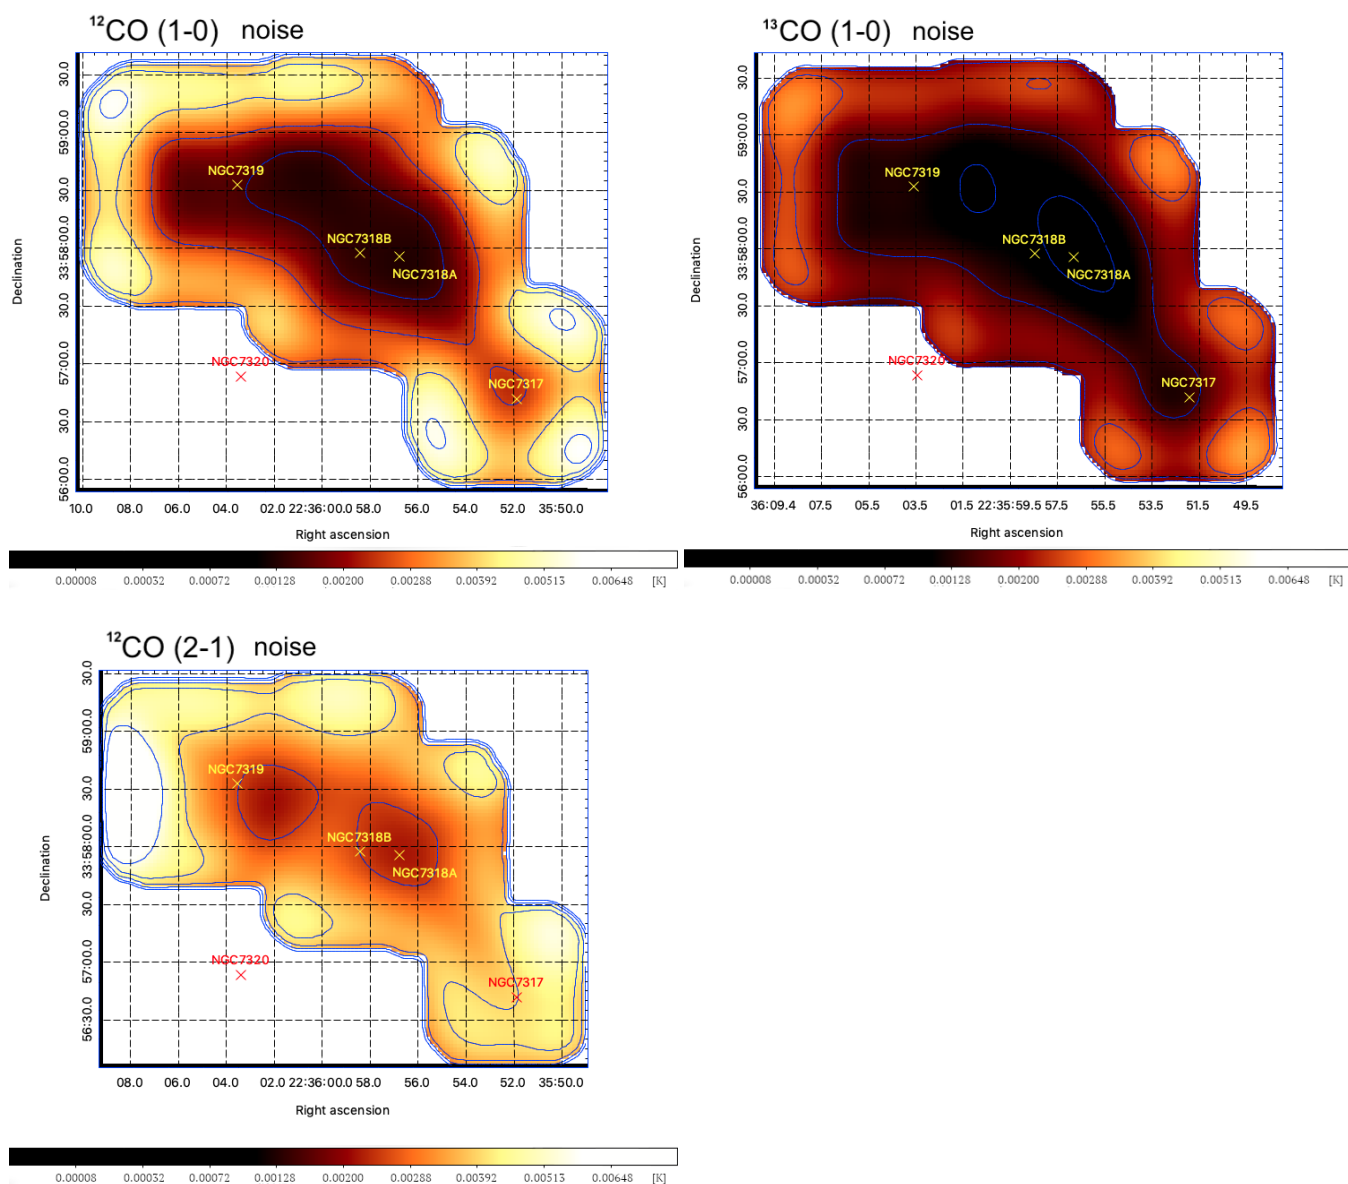 ¹²CO (1-0) noise
30.0
59:00.0
30.0
33:58:00.0
30.0
57:00.0
30.0
56:00.0
Declination
NGC7319
NGC7318B
NGC7318A
NGC7320
NGC7317
10.0 08.0 06.0 04.0 02.0 22:36:00.0 58.0 56.0 54.0 52.0 35:50.0
Right ascension
0.00008 0.00032 0.00072 0.00128 0.00200 0.00288 0.00392 0.00513 0.00648 [K]
¹³CO (1-0) noise
30.0
59:00.0
30.0
33:58:00.0
30.0
57:00.0
30.0
56:00.0
Declination
NGC7319
NGC7318B
NGC7318A
NGC7320
NGC7317
36:09.4 07.5 05.5 03.5 01.5 22:35:59.5 57.5 55.5 53.5 51.5 49.5
Right ascension
0.00008 0.00032 0.00072 0.00128 0.00200 0.00288 0.00392 0.00513 0.00648 [K]
¹²CO (2-1) noise
30.0
59:00.0
30.0
33:58:00.0
30.0
57:00.0
56:30.0
Declination
NGC7319
NGC7318B
NGC7318A
NGC7320
NGC7317
08.0 06.0 04.0 02.0 22:36:00.0 58.0 56.0 54.0 52.0 35:50.0
Right ascension
0.00008 0.00032 0.00072 0.00128 0.00200 0.00288 0.00392 0.00513 0.00648 [K]